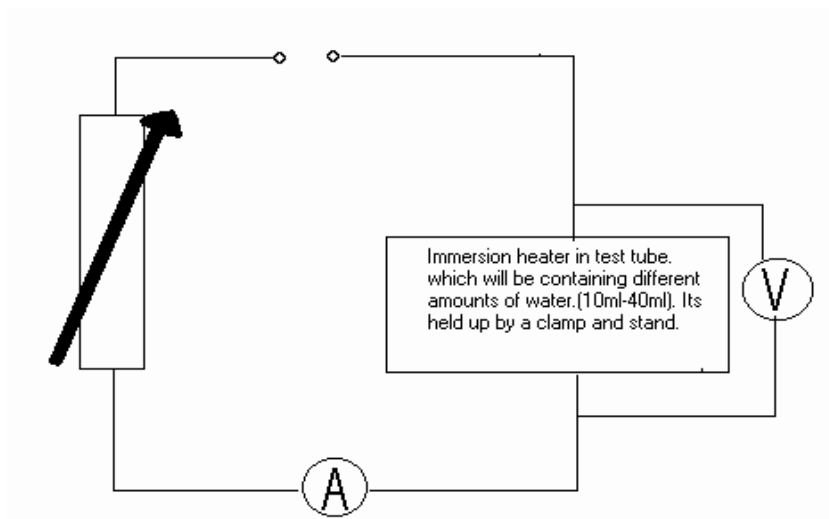 Immersion heater in test tube.
which will be containing different
amounts of water.(10ml-40ml). Its
held up by a clamp and stand.
V
A